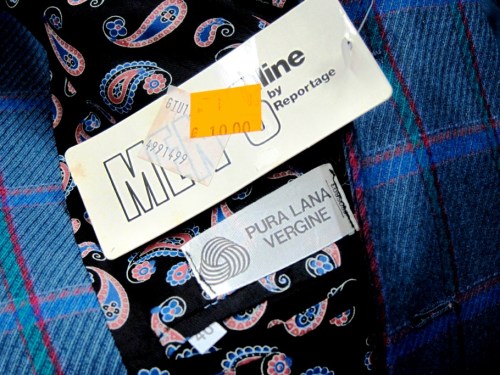 line
by
Reportage
4991499
10.00
PURA LANA
VERGINE